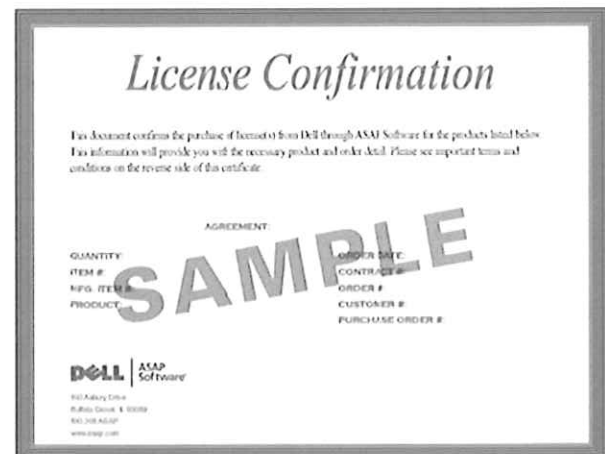 License Confirmation
This document confirms the purchase of license(s) from Dell through ASAP Software for the products listed below.
This information will provide you with the necessary product and order detail. Please see important terms and
conditions on the reverse side of this certificate.
AGREEMENT:
QUANTITY:
ITEM #:
MFG. ITEM #:
PRODUCT:
ORDER DATE:
CONTRACT #:
ORDER #:
CUSTOMER #:
PURCHASE ORDER #:
SAMPLE
DELL ASAP
Software
Buffalo Grove, IL
www.asap.com